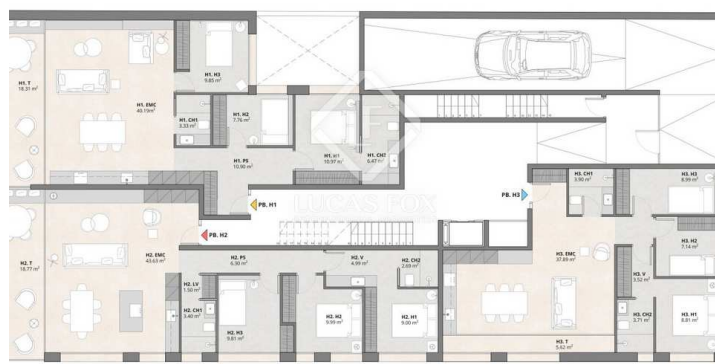 H1. T
18.31 m²
H1. EMC
40.19 m²
H1. H3
9.85 m²
H1. CH1
3.33 m²
H1. H2
7.76 m²
H1. H1
10.97 m²
H1. PS
10.90 m²
6.47 m²
LUCAS FOX
PB. H1
PB. H2
PB. H3
H2. T
18.77 m²
H2. EMC
43.63 m²
H2. PS
6.30 m²
H2. LV
1.50 m²
H2. CH1
3.40 m²
H2. H3
9.81 m²
H2. H2
9.99 m²
H2. V
4.99 m²
H2. CH2
2.69 m²
H2. H1
9.00 m²
H3. CH1
3.90 m²
H3. H3
8.99 m²
H3. H2
7.14 m²
H3. EMC
37.89 m²
H3. V
3.52 m²
H3. CH2
3.71 m²
H3. H1
8.81 m²
H3. T
5.62 m²